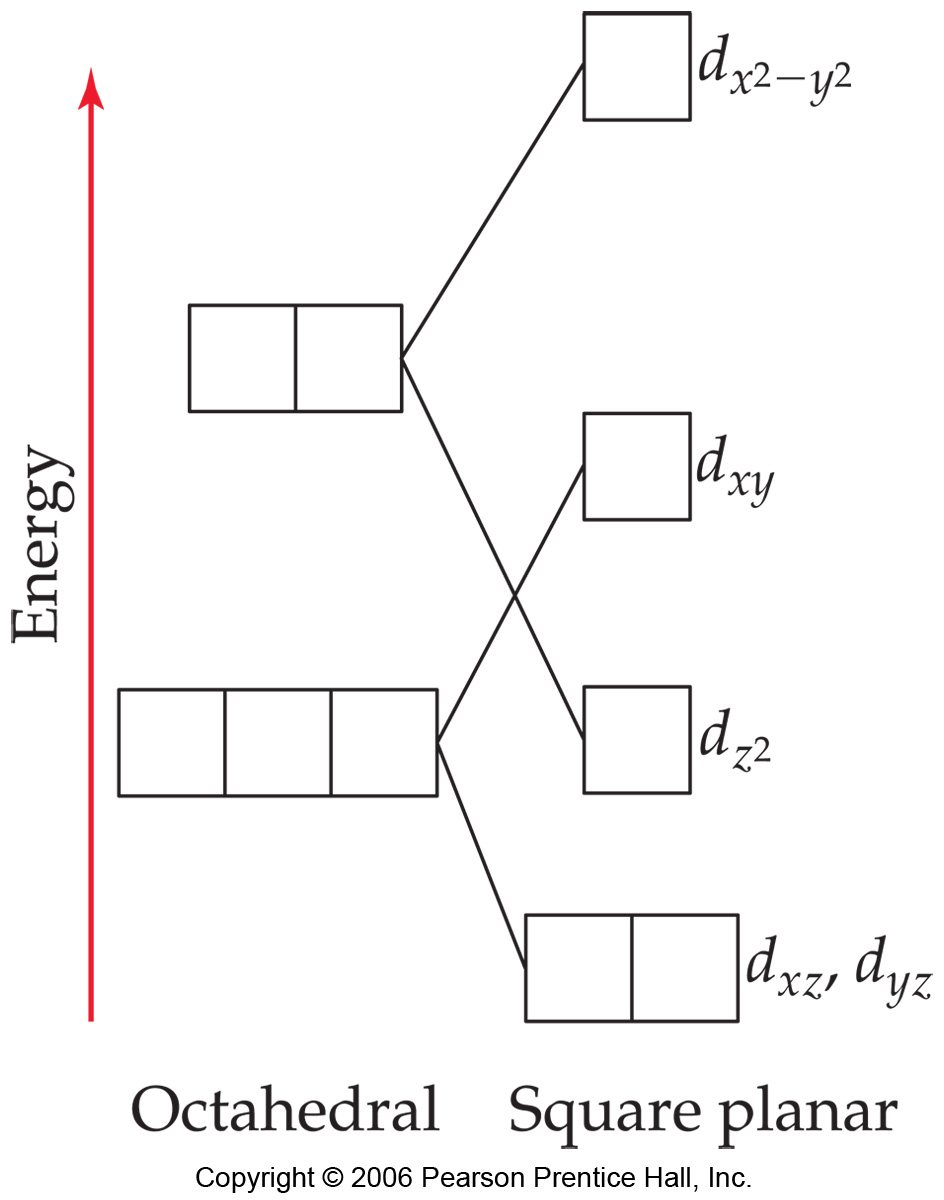 dx2−y2
dxy
Energy
dz2
dxz, dyz
Octahedral Square planar
Copyright © 2006 Pearson Prentice Hall, Inc.